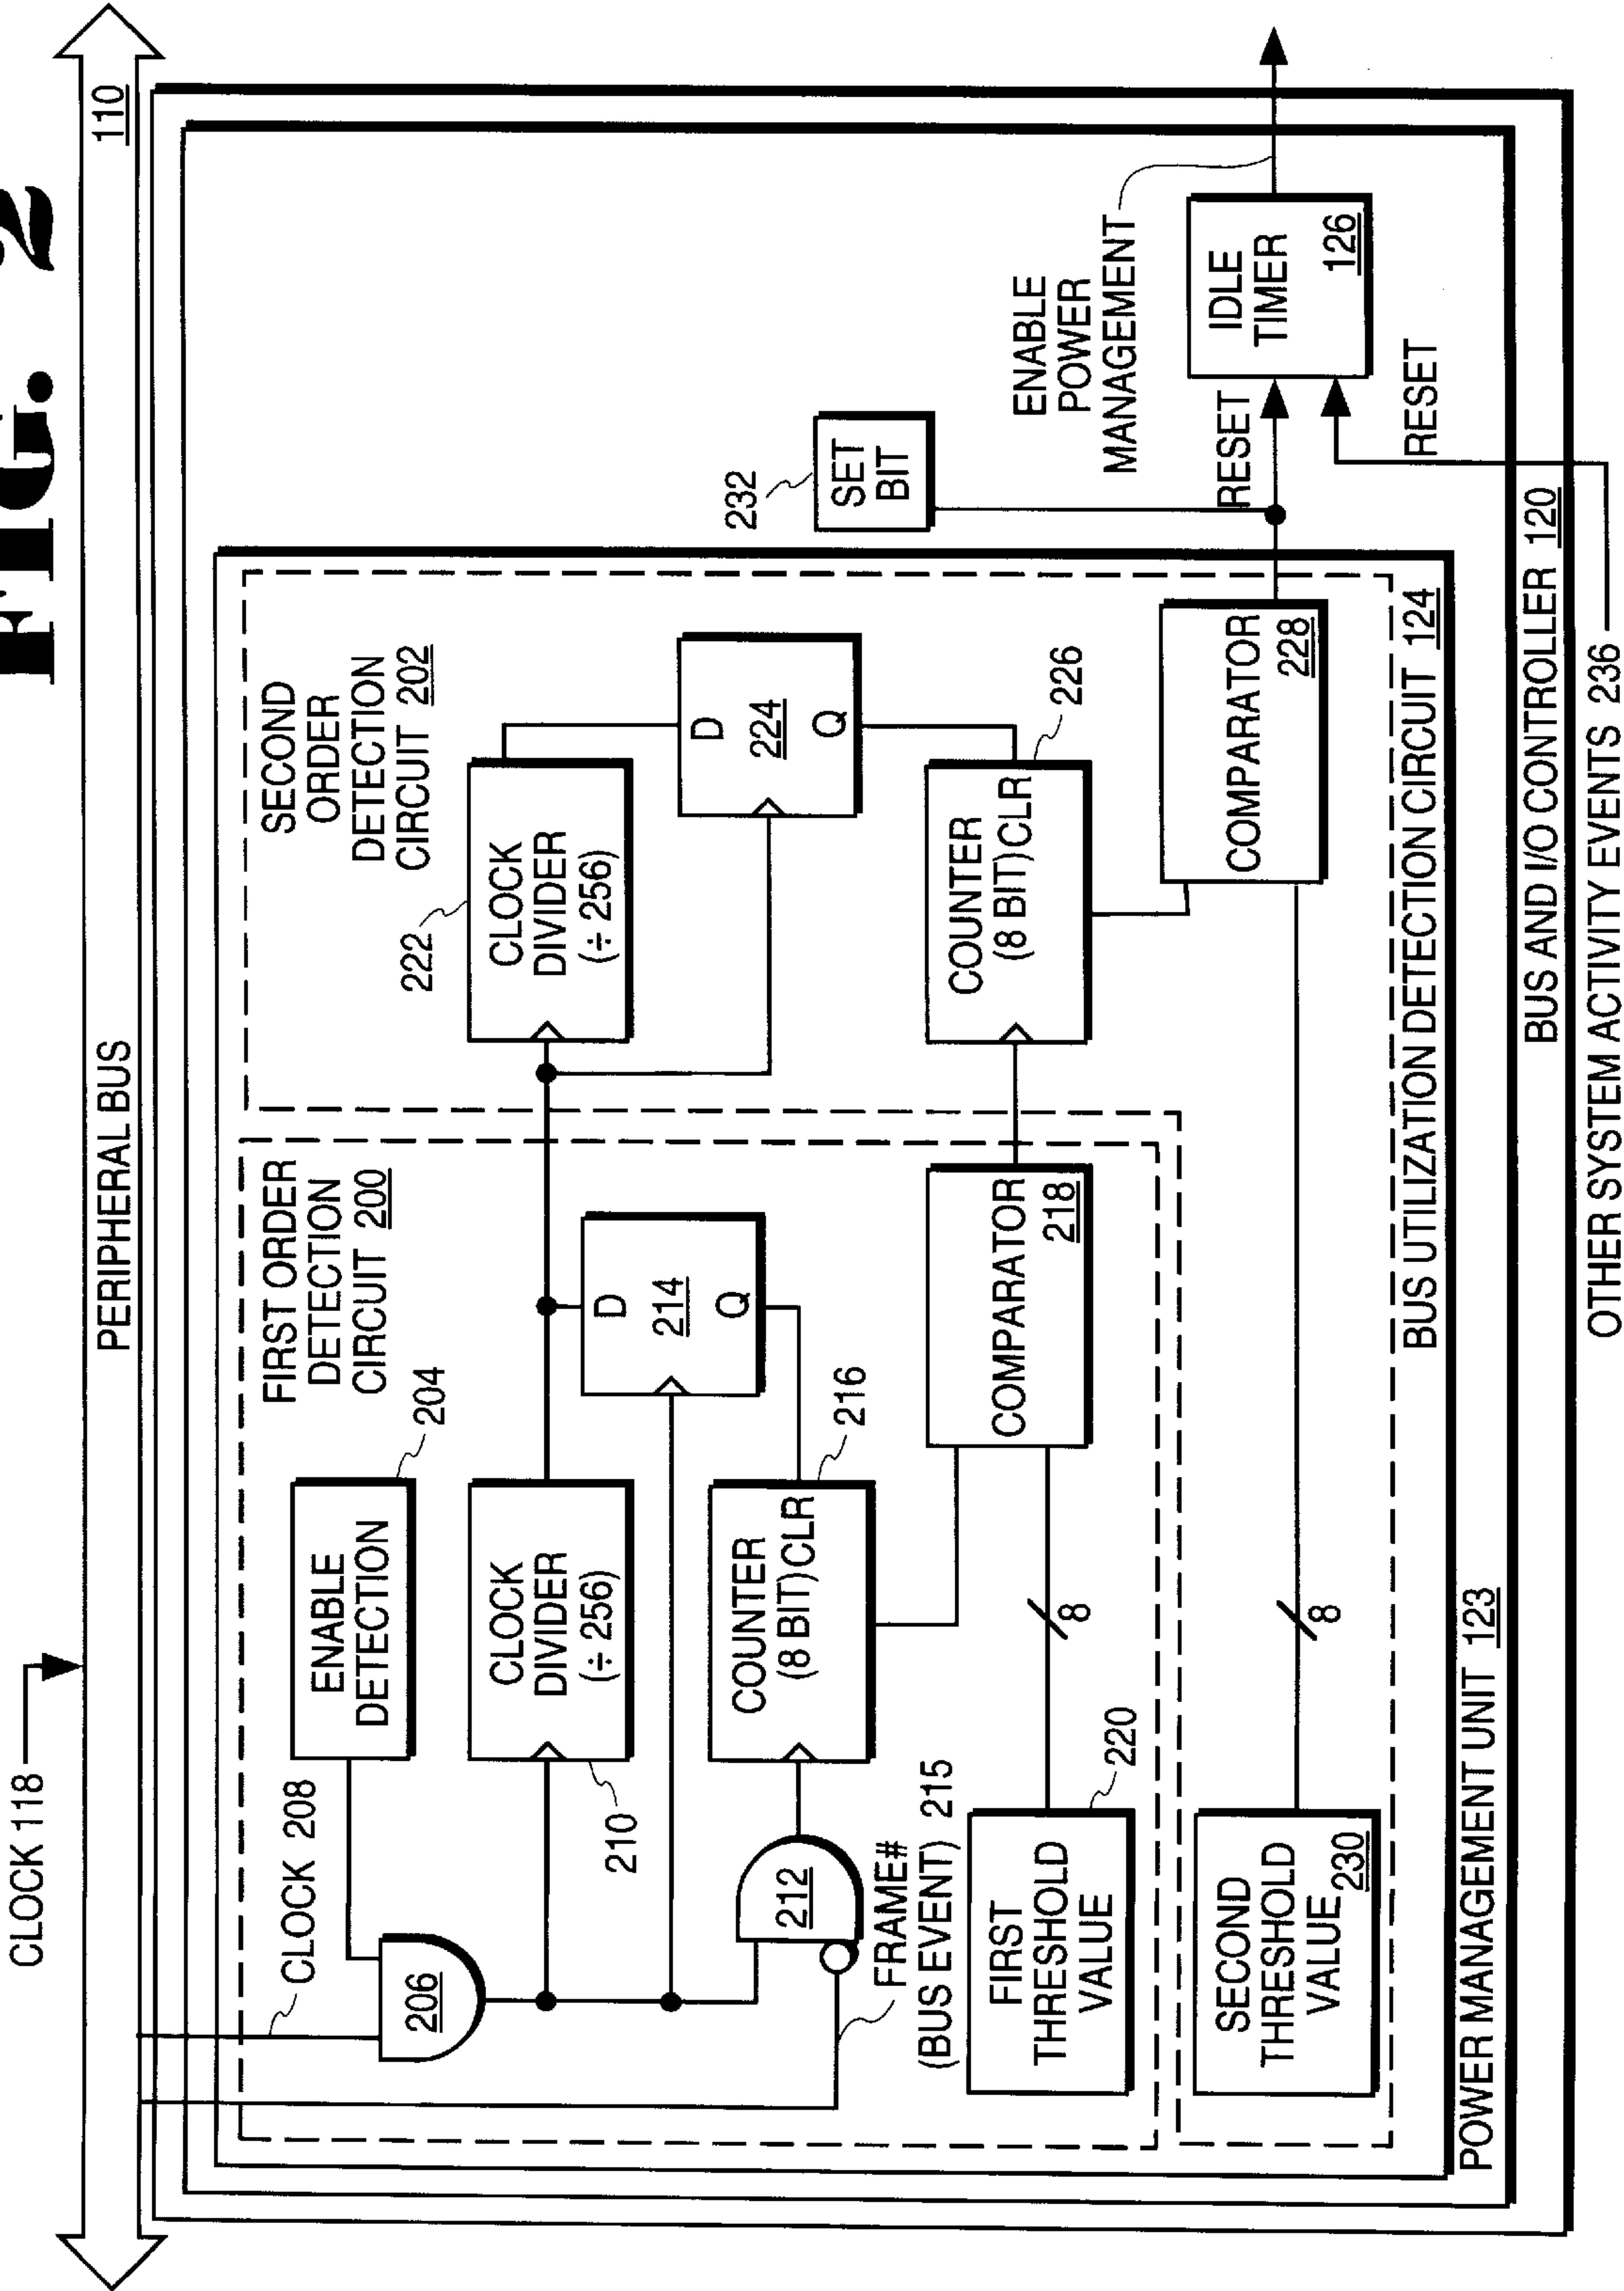 FIG. 2
CLOCK 118
PERIPHERAL BUS
110
CLOCK 208
ENABLE
DETECTION
204
FIRST ORDER
DETECTION
CIRCUIT 200
SECOND
ORDER
DETECTION
CIRCUIT 202
206
210
CLOCK
DIVIDER
(÷ 256)
222
CLOCK
DIVIDER
(÷ 256)
D
214
Q
D
224
Q
212
COUNTER
(8 BIT) CLR
216
FRAME#
(BUS EVENT) 215
FIRST
THRESHOLD
VALUE
220
8
COMPARATOR
218
COUNTER
(8 BIT) CLR
226
232
SET
BIT
ENABLE
POWER
MANAGEMENT
SECOND
THRESHOLD
VALUE
230
8
COMPARATOR
228
RESET
IDLE
TIMER
126
RESET
BUS UTILIZATION DETECTION CIRCUIT 124
POWER MANAGEMENT UNIT 123
BUS AND I/O CONTROLLER 120
OTHER SYSTEM ACTIVITY EVENTS 236